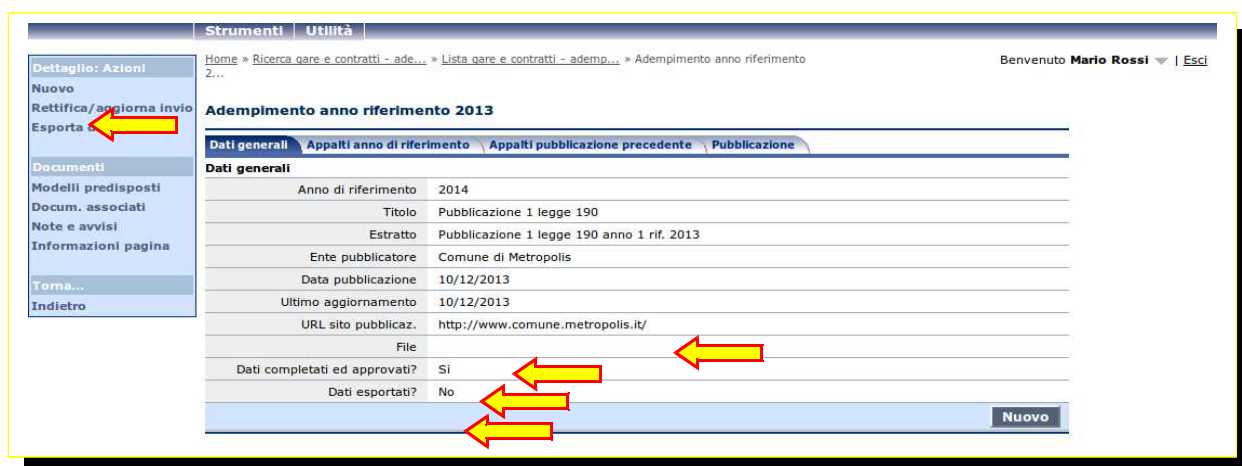 Strumenti Utilità
Home » Ricerca gare e contratti - ade... » Lista gare e contratti - ademp... » Adempimento anno riferimento
2...
Benvenuto Mario Rossi | Esci
Dettaglio: Azioni
Nuovo
Rettifica/aggiorna invio
Esporta
Documenti
Modelli predisposti
Docum. associati
Note e avvisi
Informazioni pagina
Torna...
Indietro
Adempimento anno riferimento 2013
Dati generali Appalti anno di riferimento Appalti pubblicazione precedente Pubblicazione
Dati generali
Anno di riferimento 2014
Titolo Pubblicazione 1 legge 190
Estratto Pubblicazione 1 legge 190 anno 1 rif. 2013
Ente pubblicatore Comune di Metropolis
Data pubblicazione 10/12/2013
Ultimo aggiornamento 10/12/2013
URL sito pubblicaz. http://www.comune.metropolis.it/
File
Dati completati ed approvati? Si
Dati esportati? No
Nuovo